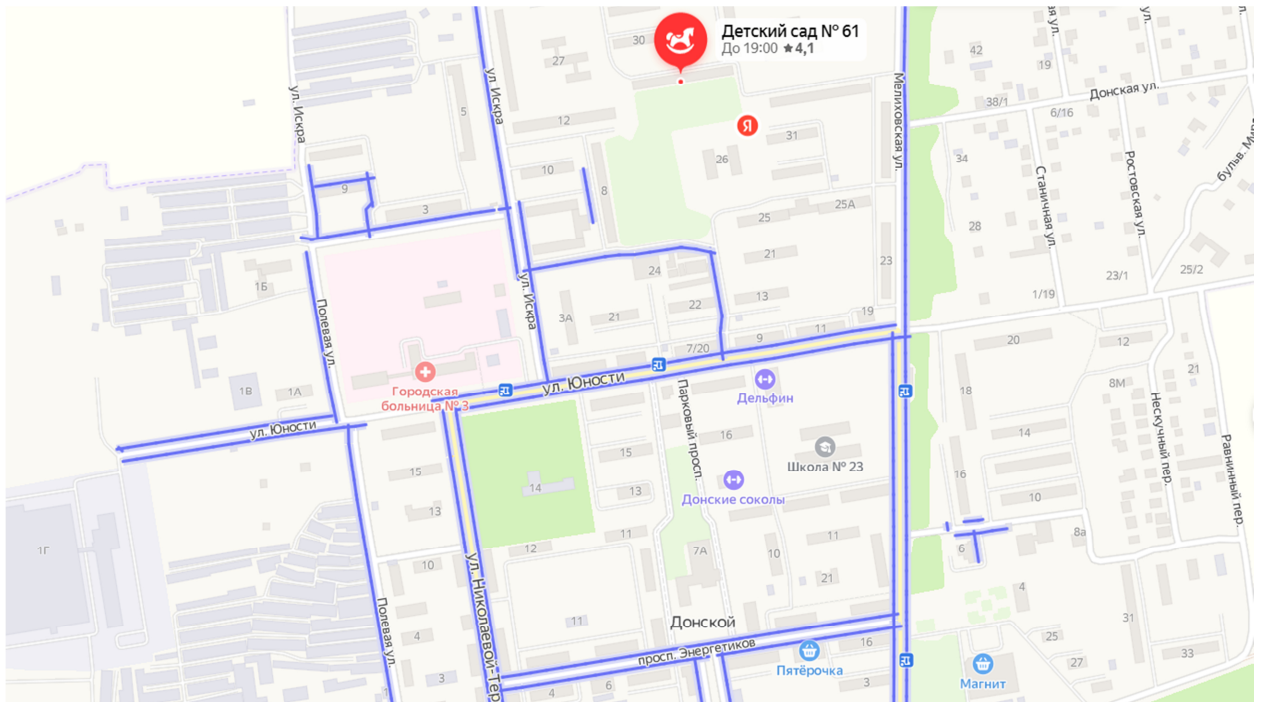 Детский сад № 61
До 19:00 ★4,1
30
27
42
19
ул. Искра
ул. Искра
Мелиховская ул.
Донская ул.
38/1
6/16
5
12
Я
31
26
10
8
9
3
34
Станичная ул.
Ростовская ул.
25
25А
28
21
24
23
25/2
23/1
1Б
13
1/19
22
ул. Искра
3А
21
Полевая ул.
7/20
9
11
19
20
12
21
Городская
больница № 3
ул. Юности
Дельфин
8М
18
1В
1А
Парковый просп.
Нескучный пер.
ул. Юности
16
14
15
Школа № 23
Равнинный пер.
15
16
14
13
Донские соколы
10
13
11
11
8а
1Г
12
7А
10
6
10
ул. Николаевой-Тер
21
4
Полевая ул.
11
Донской
31
4
25
16
просп. Энергетиков
33
27
Пятёрочка
3
4
6
3
Магнит